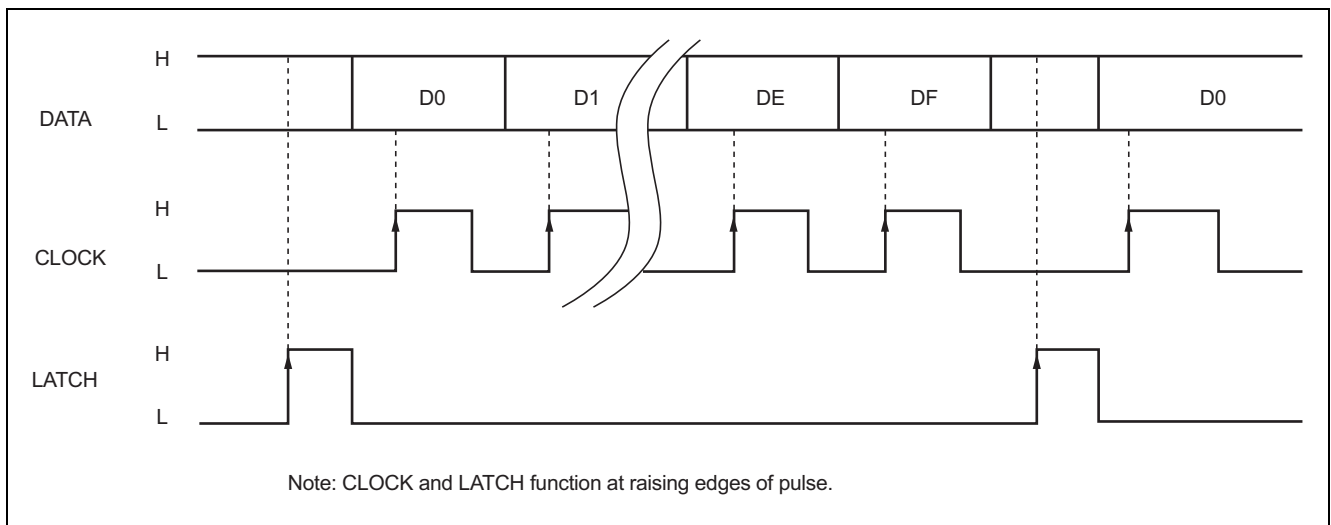 H
DATA
L
D0 D1 DE DF D0
H
CLOCK
L
H
LATCH
L
Note: CLOCK and LATCH function at raising edges of pulse.